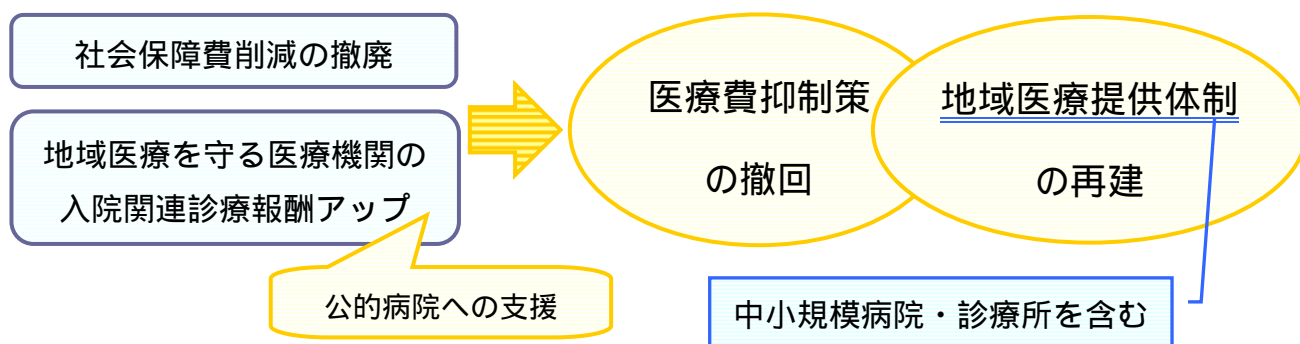 社会保障費削減の撤廃
地域医療を守る医療機関の
入院関連診療報酬アップ
公的病院への支援
医療費抑制策
の撤回
地域医療提供体制
の再建
中小規模病院・診療所を含む